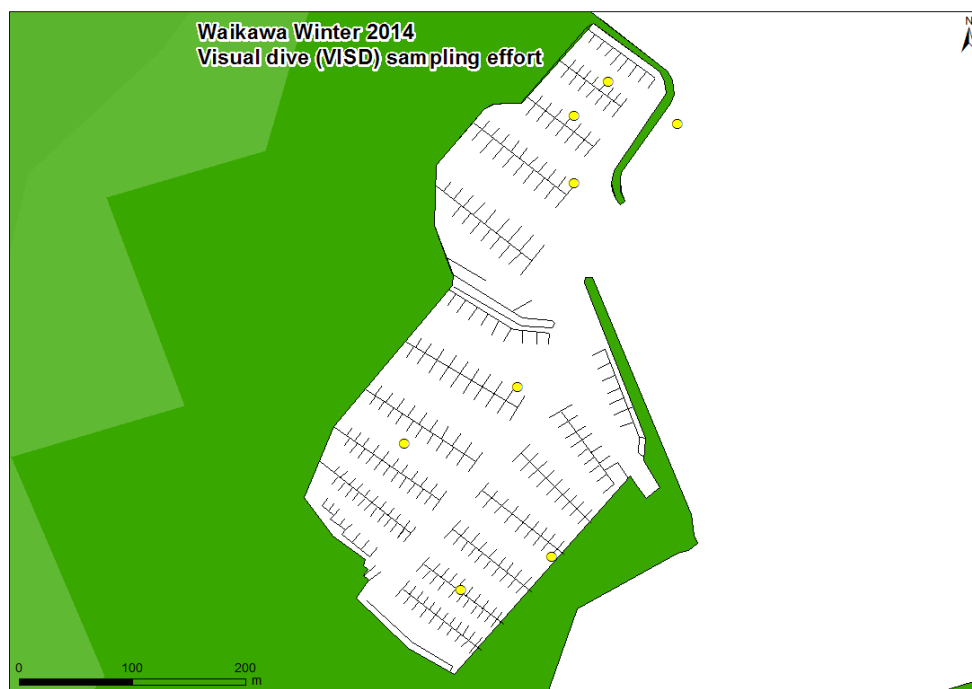 Waikawa Winter 2014
Visual dive (VISD) sampling effort
N
0 100 200
m